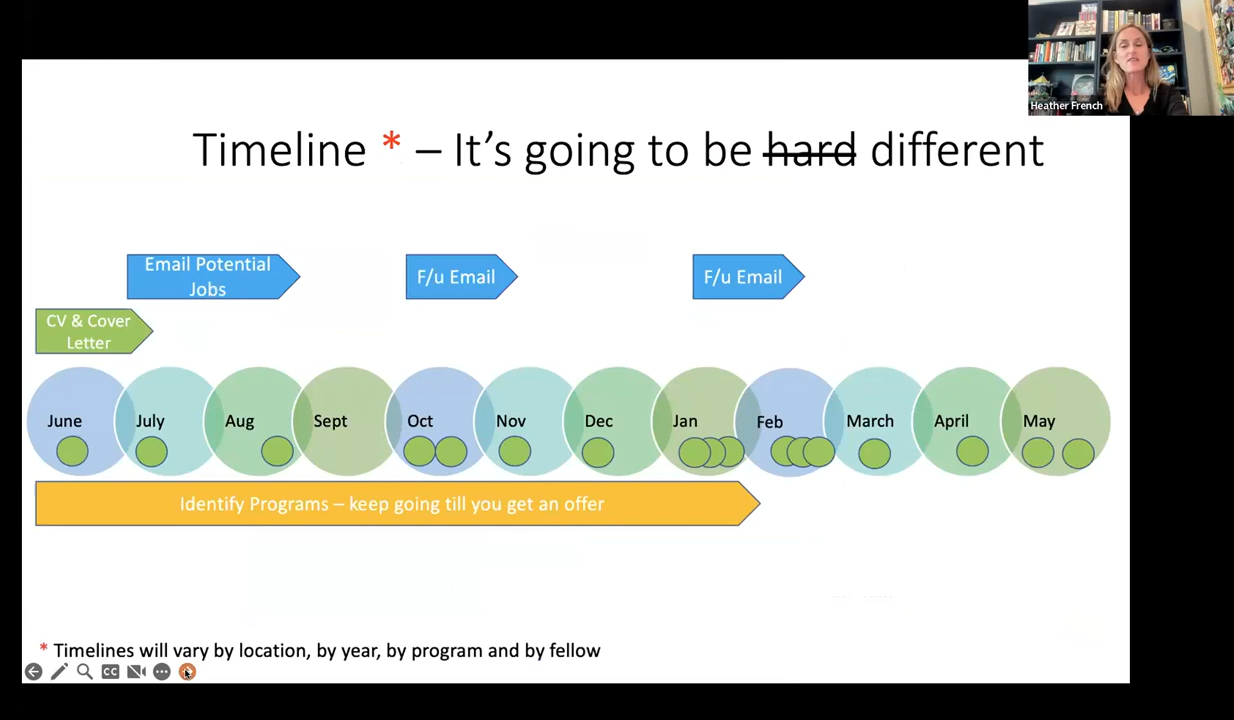 Heather French
Timeline * – It's going to be hard different
Email Potential
Jobs
F/u Email
F/u Email
CV & Cover
Letter
June
July
Aug
Sept
Oct
Nov
Dec
Jan
Feb
March
April
May
Identify Programs – keep going till you get an offer
* Timelines will vary by location, by year, by program and by fellow
CC